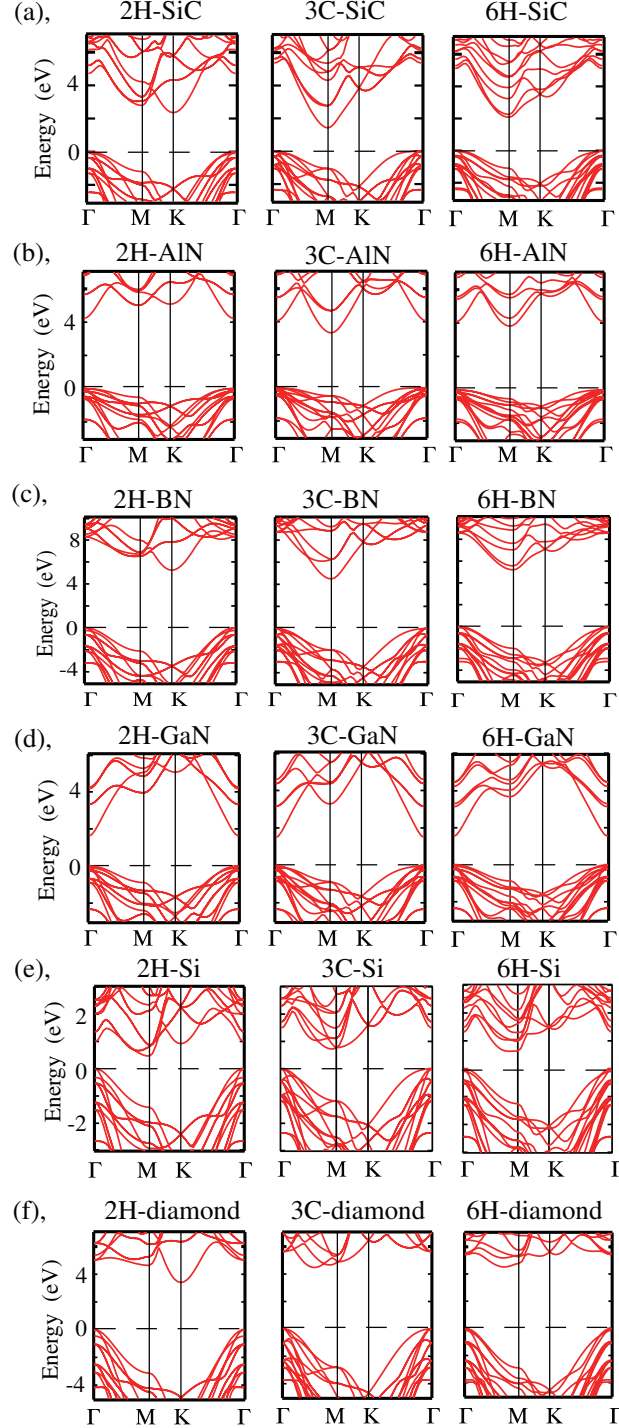 (a), 2H-SiC 3C-SiC 6H-SiC
Energy (eV)
4
0
Γ M K Γ Γ M K Γ Γ M K Γ
(b), 2H-AlN 3C-AlN 6H-AlN
Energy (eV)
4
0
Γ M K Γ Γ M K Γ Γ M K Γ
(c), 2H-BN 3C-BN 6H-BN
Energy (eV)
8
4
0
-4
Γ M K Γ Γ M K Γ Γ M K Γ
(d), 2H-GaN 3C-GaN 6H-GaN
Energy (eV)
4
0
Γ M K Γ Γ M K Γ Γ M K Γ
(e), 2H-Si 3C-Si 6H-Si
Energy (eV)
2
0
-2
Γ M K Γ Γ M K Γ Γ M K Γ
(f), 2H-diamond 3C-diamond 6H-diamond
Energy (eV)
4
0
-4
Γ M K Γ Γ M K Γ Γ M K Γ